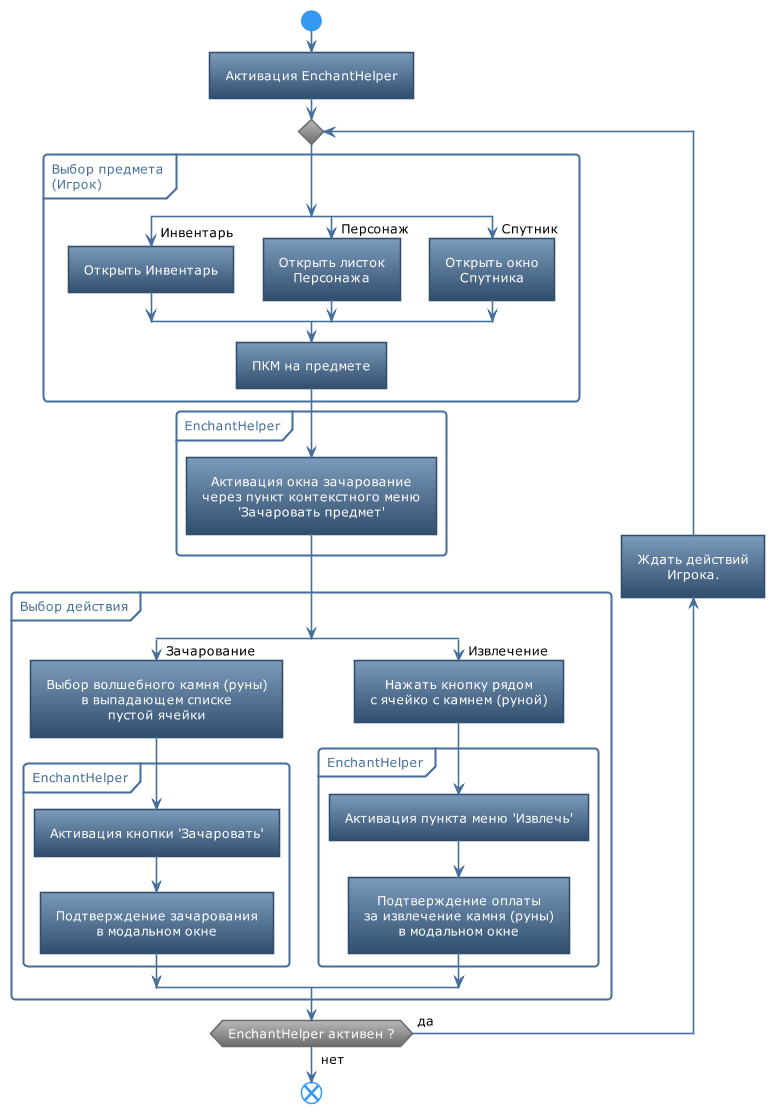 Активация EnchantHelper
Выбор предмета
(Игрок)
Инвентарь
Персонаж
Спутник
Открыть Инвентарь
Открыть листок
Персонажа
Открыть окно
Спутника
ПКМ на предмете
EnchantHelper
Активация окна зачарование
через пункт контекстного меню
'Зачаровать предмет'
Ждать действий
Игрока.
Выбор действия
Зачарование
Извлечение
Выбор волшебного камня (руны)
в выпадающем списке
пустой ячейки
Нажать кнопку рядом
с ячейко с камнем (руной)
EnchantHelper
Активация кнопки 'Зачаровать'
Подтверждение зачарования
в модальном окне
EnchantHelper
Активация пункта меню 'Извлечь'
Подтверждение оплаты
за извлечение камня (руны)
в модальном окне
EnchantHelper активен ?
да
нет